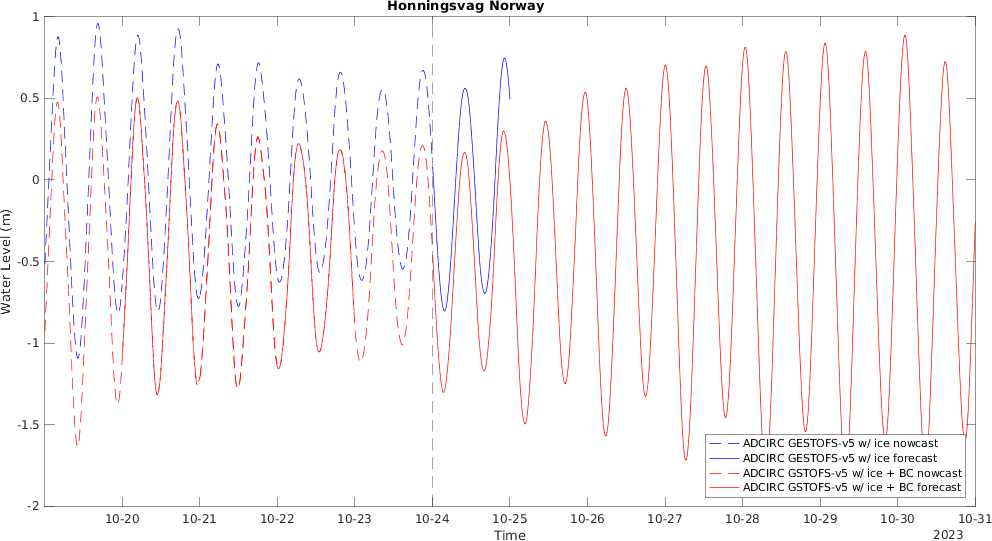 Honningsvag Norway
Water Level (m)
1
0.5
0
-0.5
-1
-1.5
-2
ADCIRC GESTOFS-v5 w/ ice nowcast
ADCIRC GESTOFS-v5 w/ ice forecast
ADCIRC GSTOFS-v5 w/ ice + BC nowcast
ADCIRC GSTOFS-v5 w/ ice + BC forecast
10-20 10-21 10-22 10-23 10-24 10-25 10-26 10-27 10-28 10-29 10-30 10-31
Time
2023